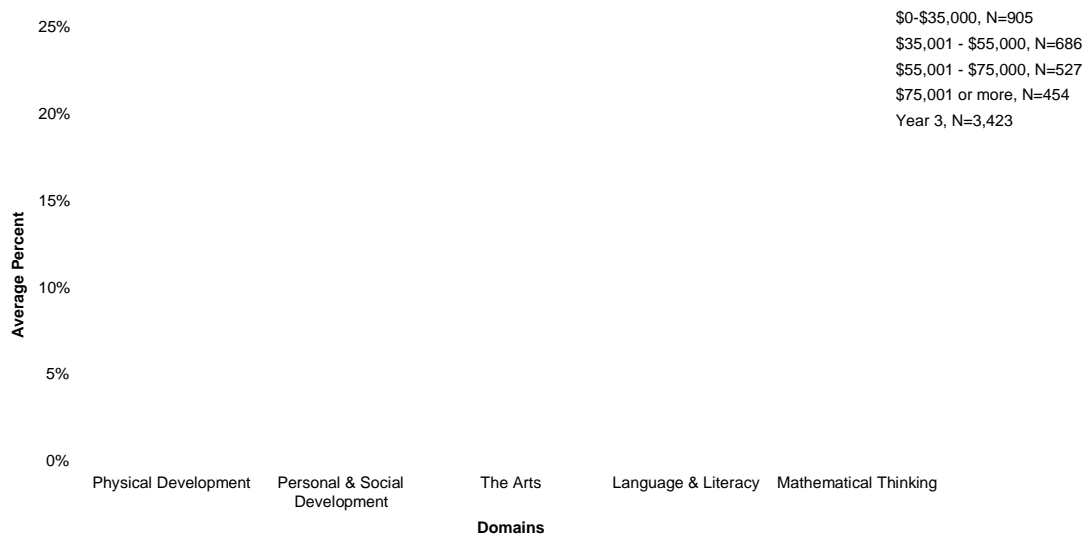 25%
20%
15%
10%
5%
0%
Average Percent
Physical Development
Personal & Social
Development
The Arts
Language & Literacy
Mathematical Thinking
Domains
$0-$35,000, N=905
$35,001 - $55,000, N=686
$55,001 - $75,000, N=527
$75,001 or more, N=454
Year 3, N=3,423